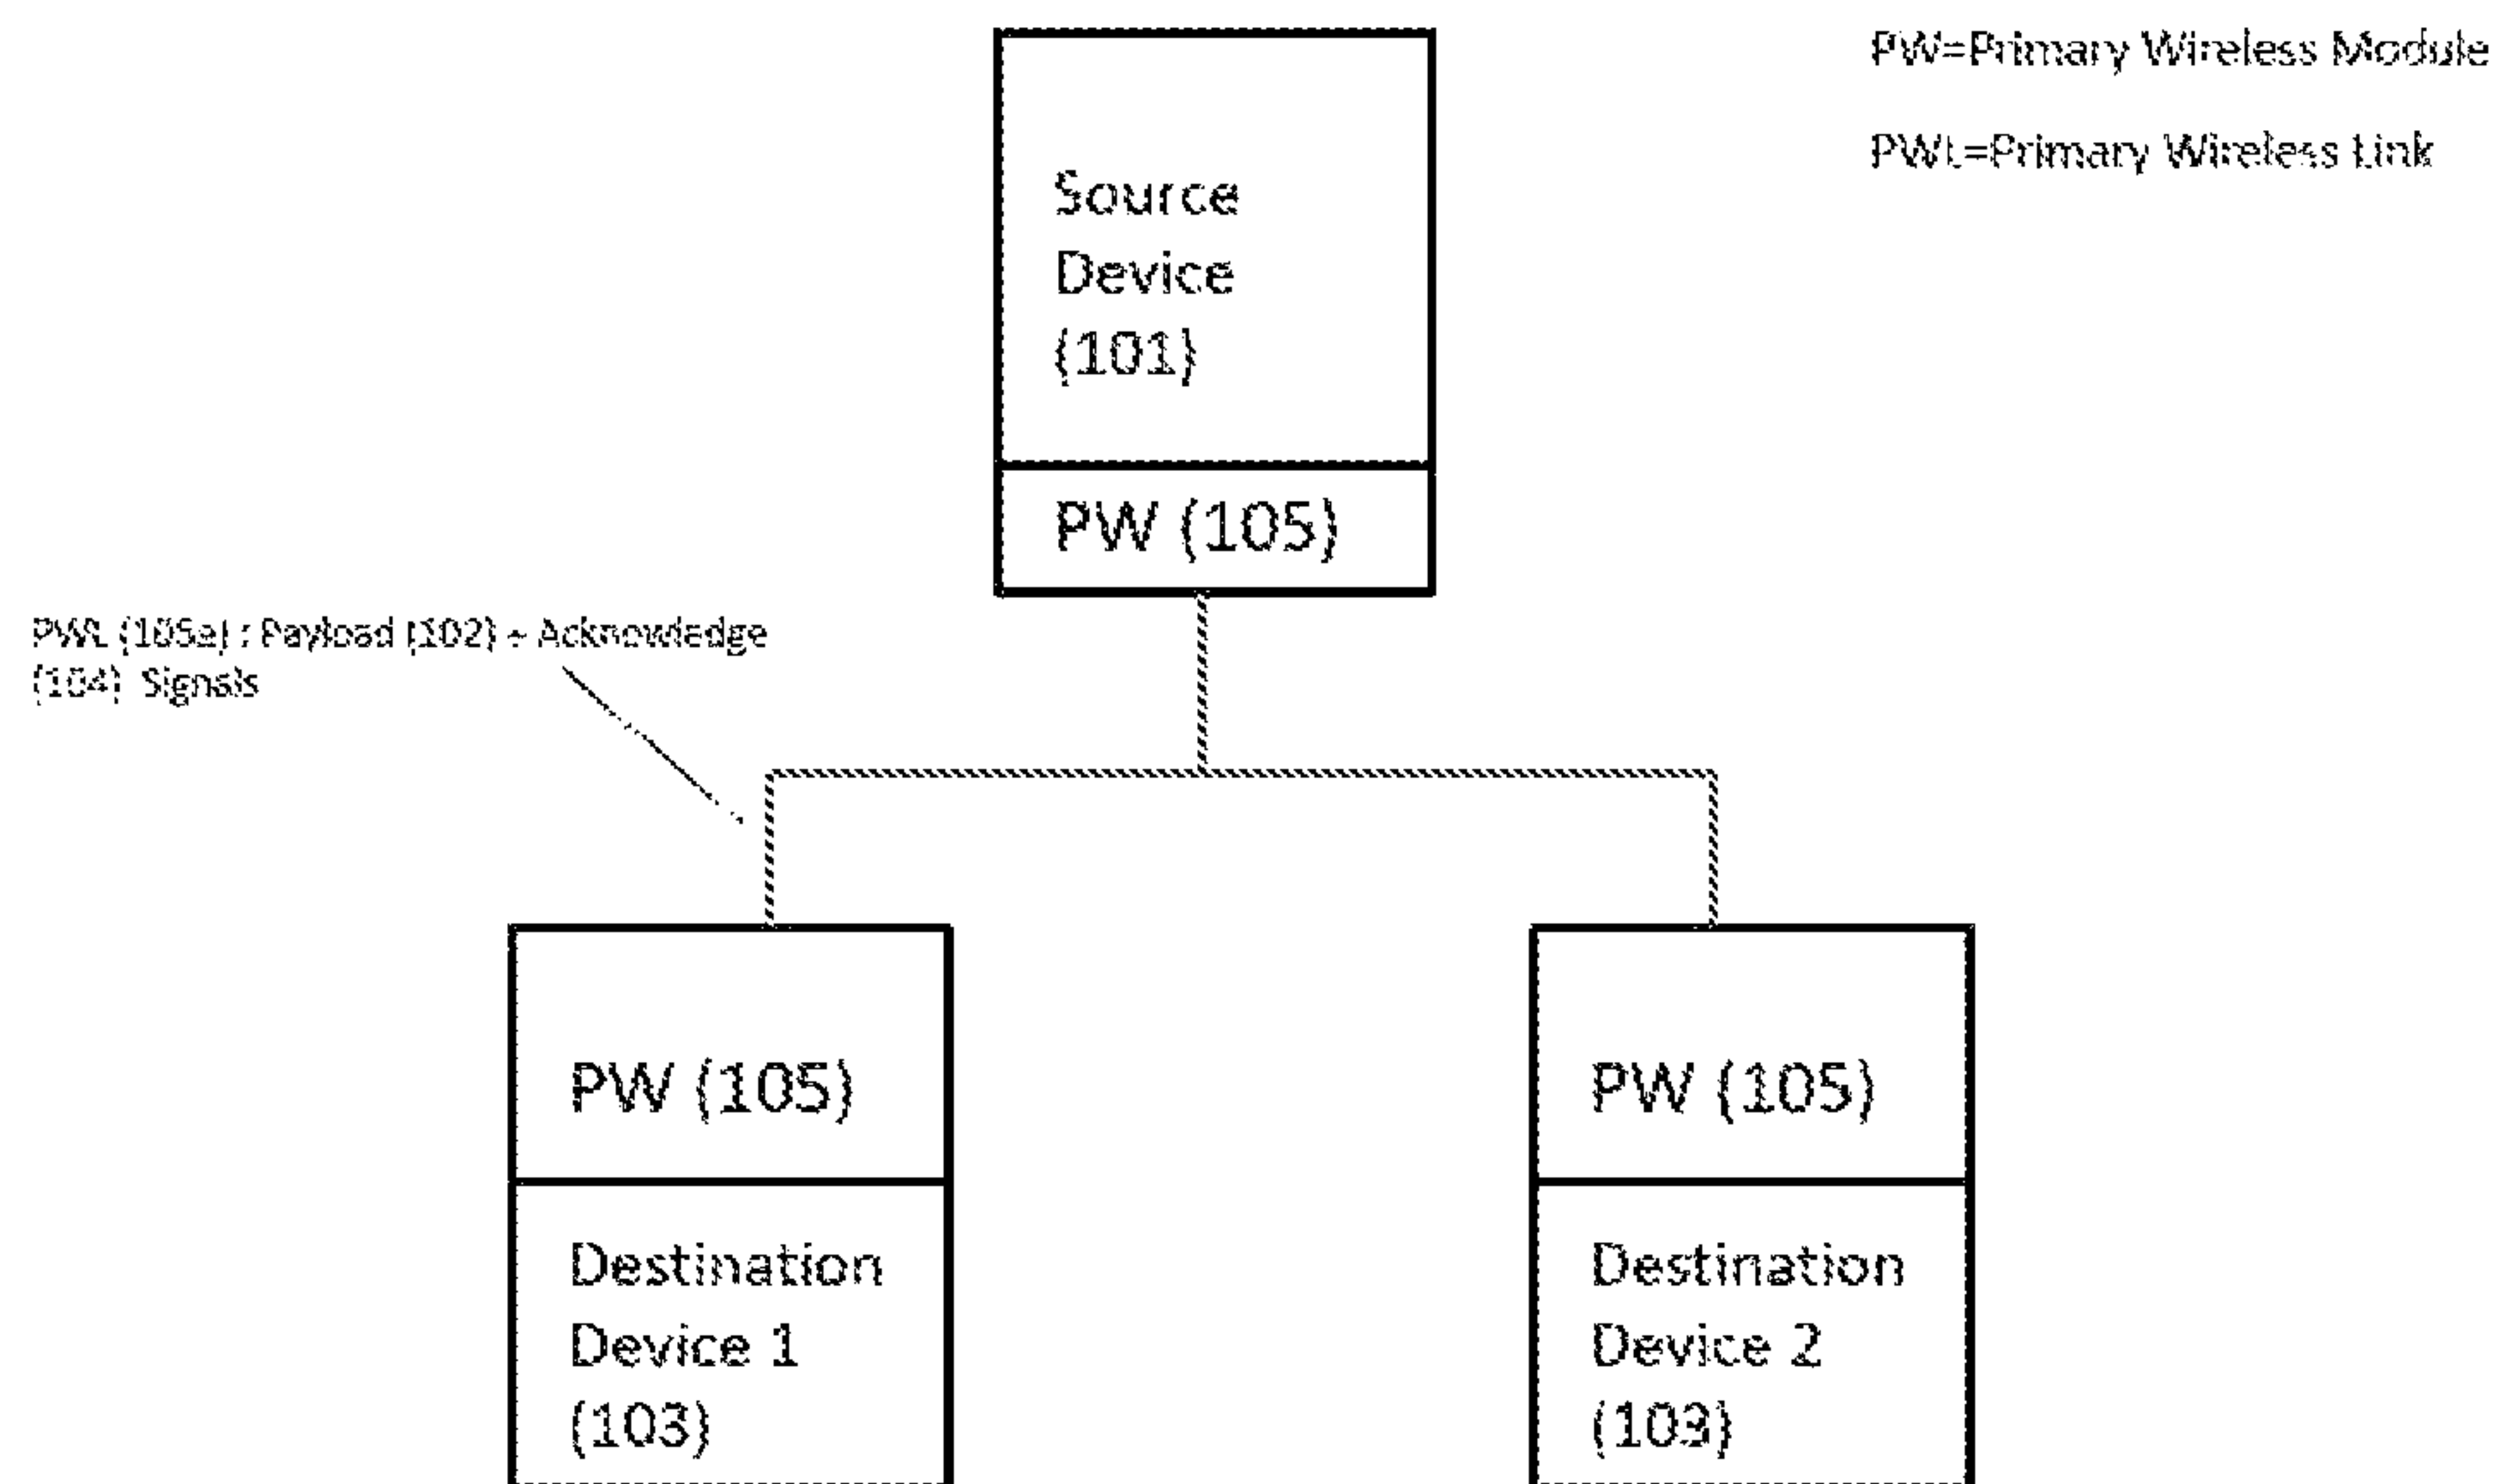 PW=Primary Wireless Module
PWL=Primary Wireless Link
Source
Device
(101)
PW (105)
PWL (105a) : Payload (102) + Acknowledge
(104) Signals
PW (105)
Destination
Device 1
(103)
PW (105)
Destination
Device 2
(103)